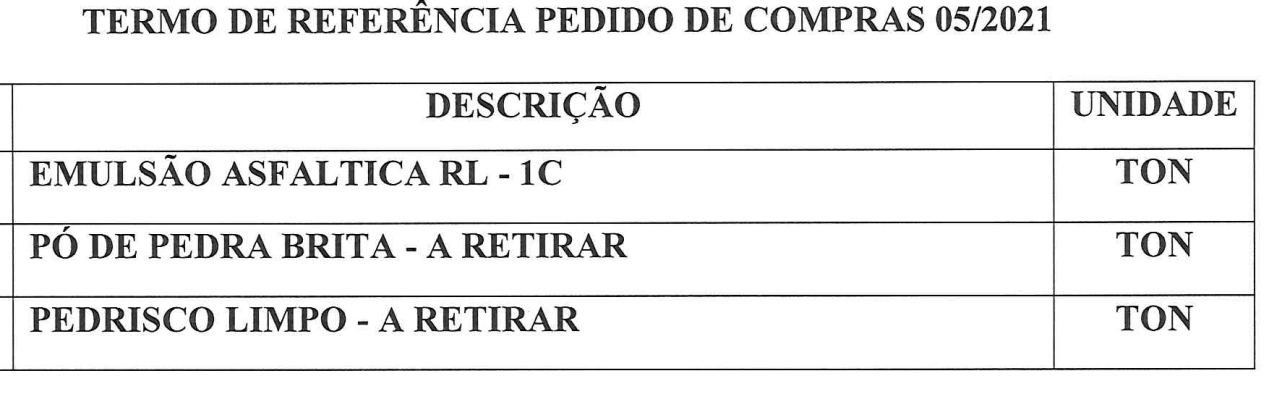 TERMO DE REFERÊNCIA PEDIDO DE COMPRAS 05/2021
DESCRIÇÃO UNIDADE
EMULSÃO ASFALTICA RL - 1C TON
PÓ DE PEDRA BRITA - A RETIRAR TON
PEDRISCO LIMPO - A RETIRAR TON